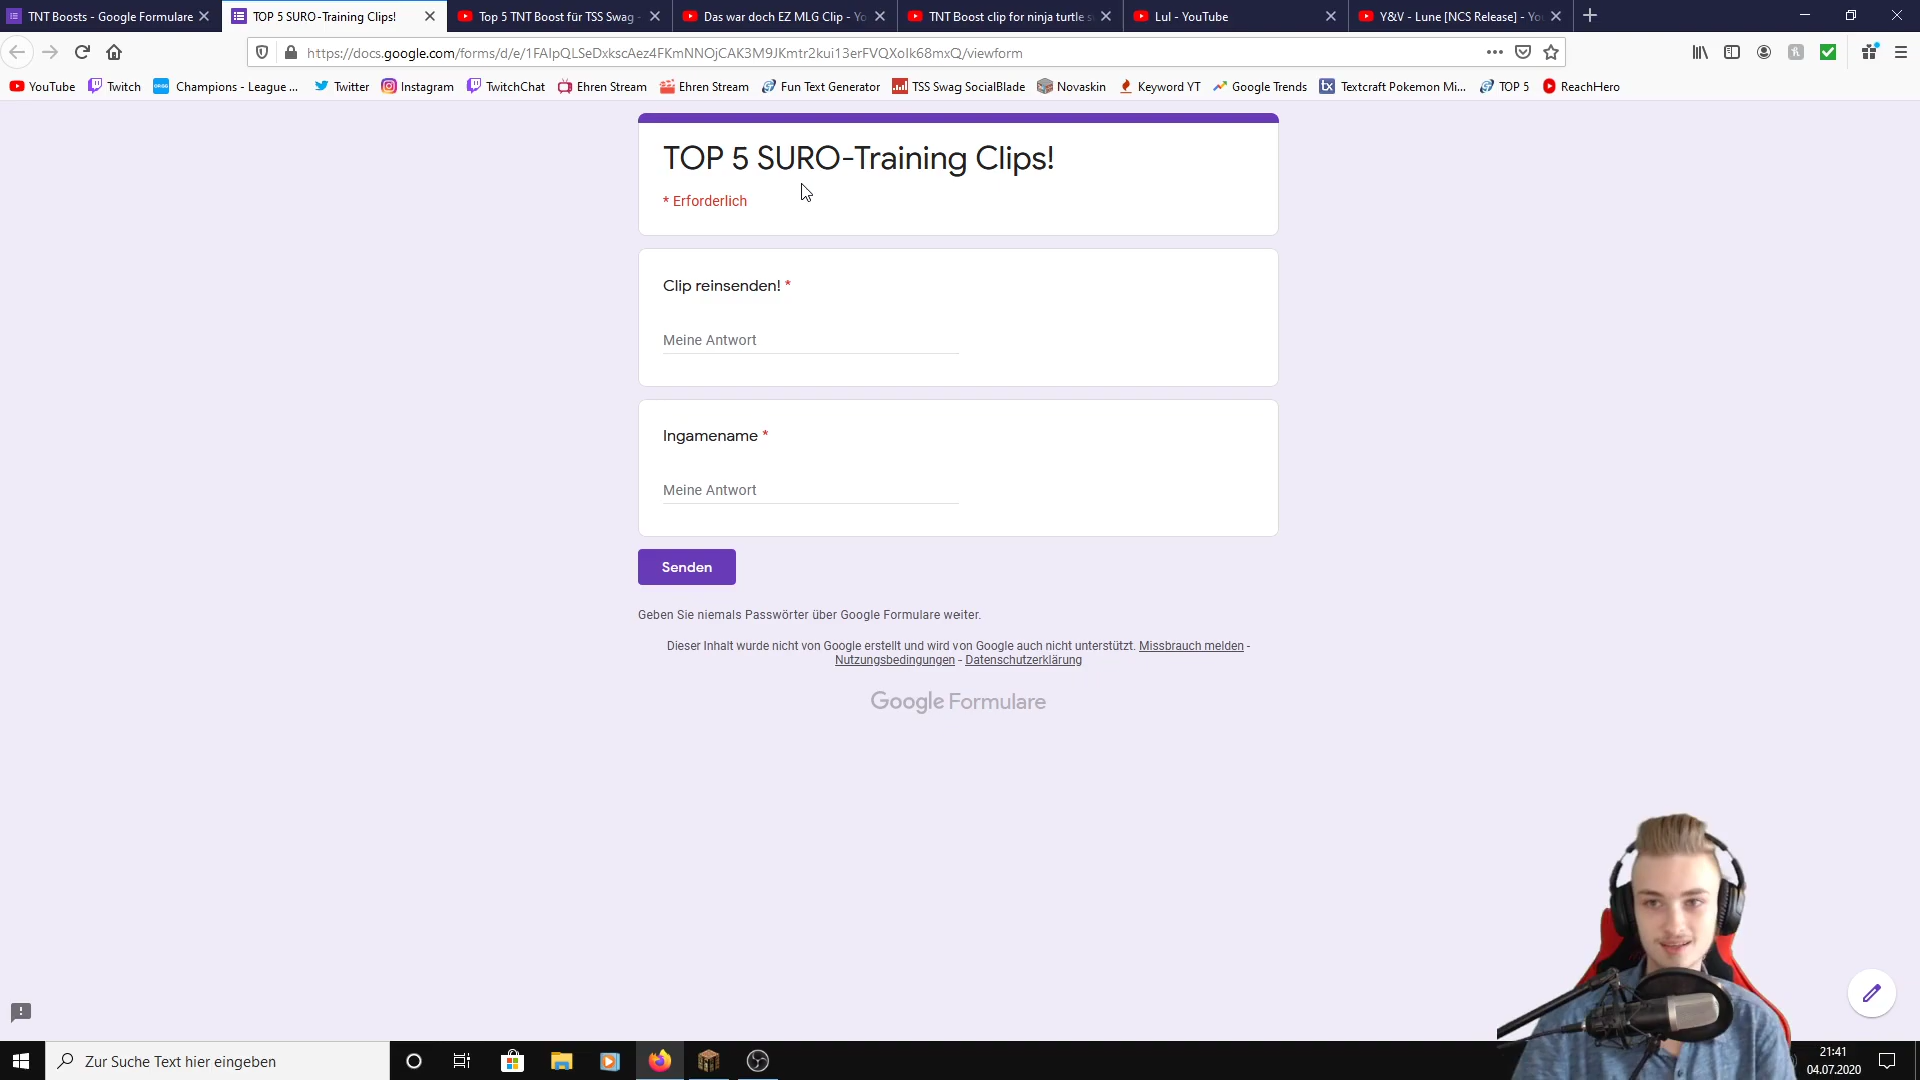 TNT Boosts - Google Formulare
TOP 5 SURO-Training Clips!
Top 5 TNT Boost für TSS Swag -
Das war doch EZ MLG Clip - Yo
TNT Boost clip for ninja turtle s
Lul - YouTube
Y&V - Lune [NCS Release] - Yo
https://docs.google.com/forms/d/e/1FAIpQLSeDxkscAez4FKmNNOjCAK3M9JKmtr2kui13erFVQXoIk68mxQ/viewform
YouTube
Twitch
Champions - League ...
Twitter
Instagram
TwitchChat
Ehren Stream
Ehren Stream
Fun Text Generator
TSS Swag SocialBlade
Novaskin
Keyword YT
Google Trends
Textcraft Pokemon Mi...
TOP 5
ReachHero
TOP 5 SURO-Training Clips!
* Erforderlich
Clip reinsenden! *
Meine Antwort
Ingamename *
Meine Antwort
Senden
Geben Sie niemals Passwörter über Google Formulare weiter.
Dieser Inhalt wurde nicht von Google erstellt und wird von Google auch nicht unterstützt. Missbrauch melden -
Nutzungsbedingungen - Datenschutzerklärung
Google Formulare
Zur Suche Text hier eingeben
21:41
04.07.2020